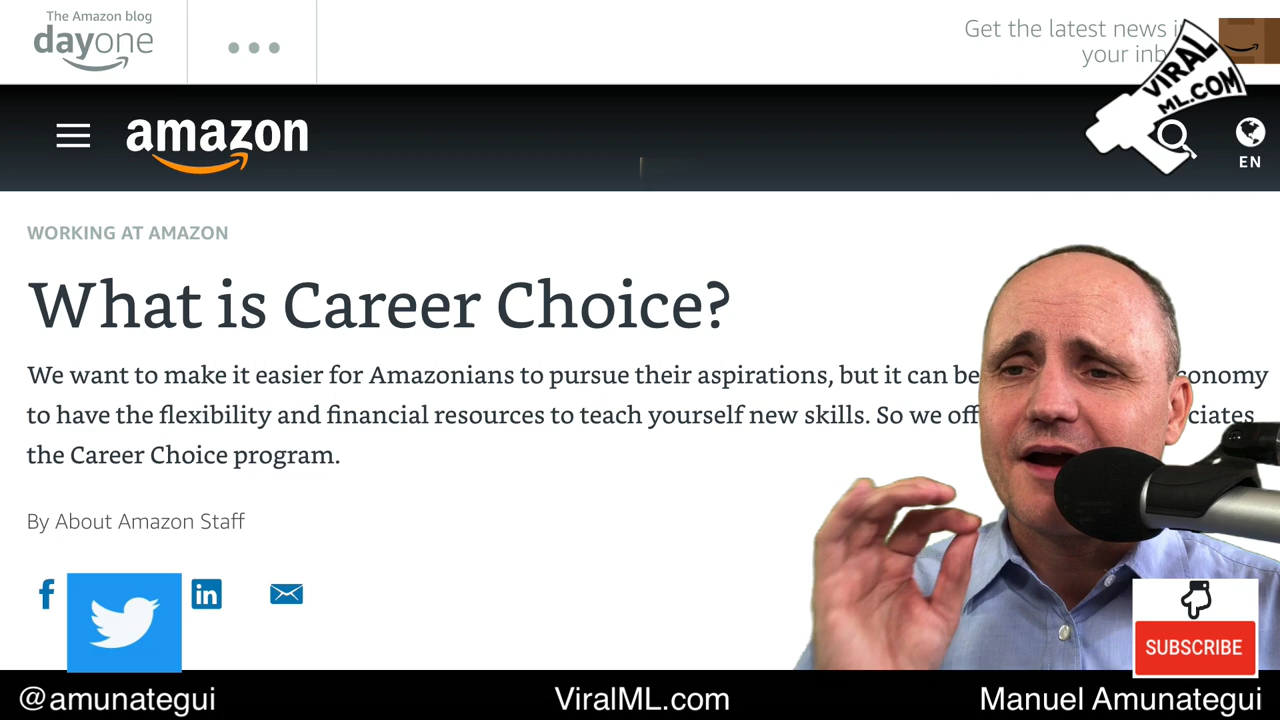 The Amazon blog
dayone
Get the latest news i
your inb
VIRAL
ML.COM
amazon
EN
WORKING AT AMAZON
What is Career Choice?
We want to make it easier for Amazonians to pursue their aspirations, but it can be conomy
to have the flexibility and financial resources to teach yourself new skills. So we off ciates
the Career Choice program.
By About Amazon Staff
f
in
SUBSCRIBE
@amunategui
ViralML.com
Manuel Amunategui